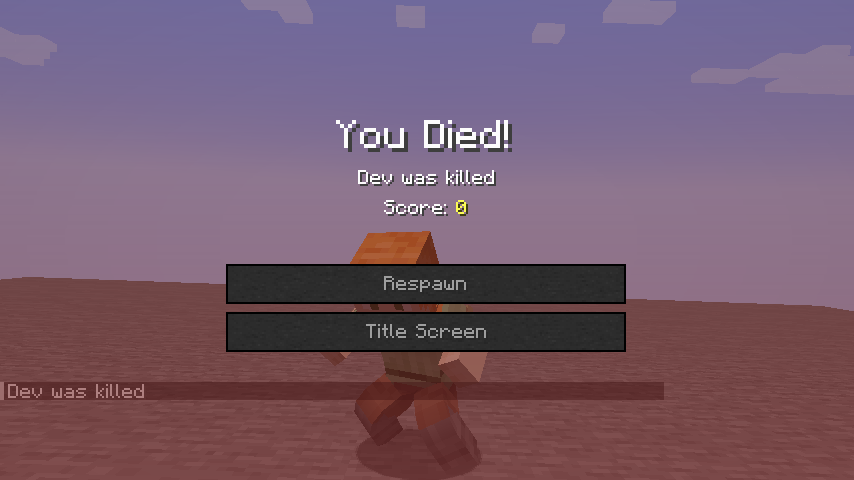 You Died!
Dev was killed
Score: 0
Respawn
Title Screen
Dev was killed